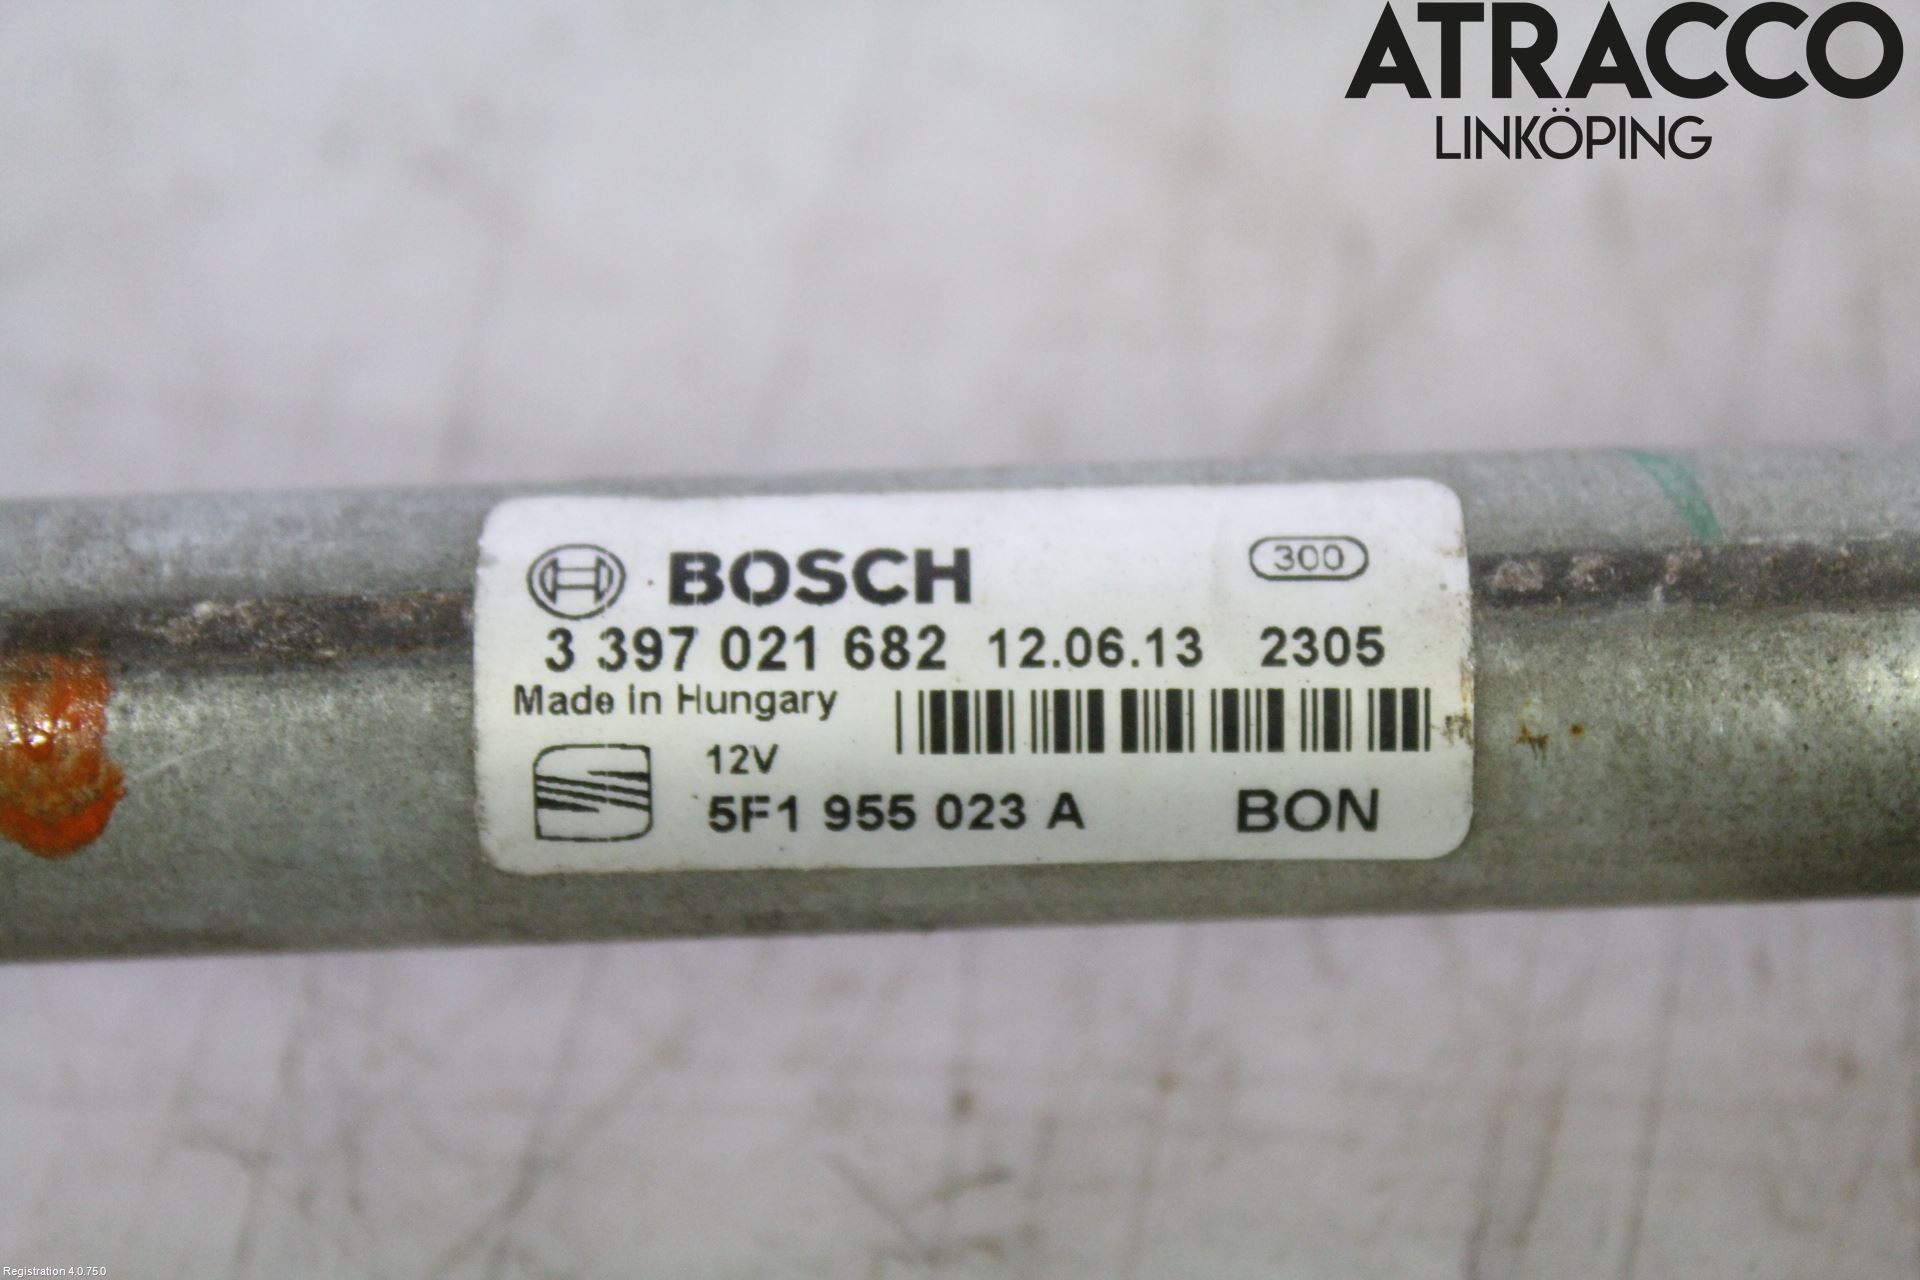 ATRACCO
LINKÖPING
BOSCH 300
3 397 021 682 12.06.13 2305
Made in Hungary
12V
5F1 955 023 A BON
Registration 4.0.75.0